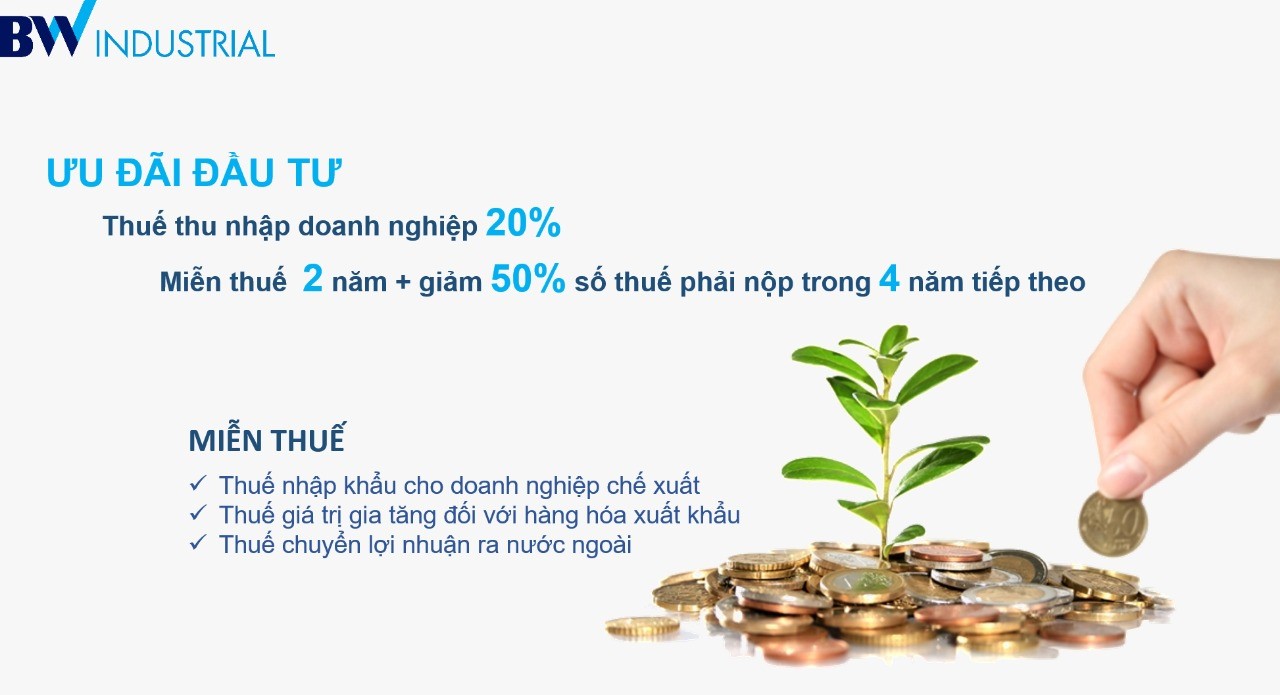 BW INDUSTRIAL
ƯU ĐÃI ĐẦU TƯ
Thuế thu nhập doanh nghiệp 20%
Miễn thuế 2 năm + giảm 50% số thuế phải nộp trong 4 năm tiếp theo
MIỄN THUẾ
✓ Thuế nhập khẩu cho doanh nghiệp chế xuất
✓ Thuế giá trị gia tăng đối với hàng hóa xuất khẩu
✓ Thuế chuyển lợi nhuận ra nước ngoài
10